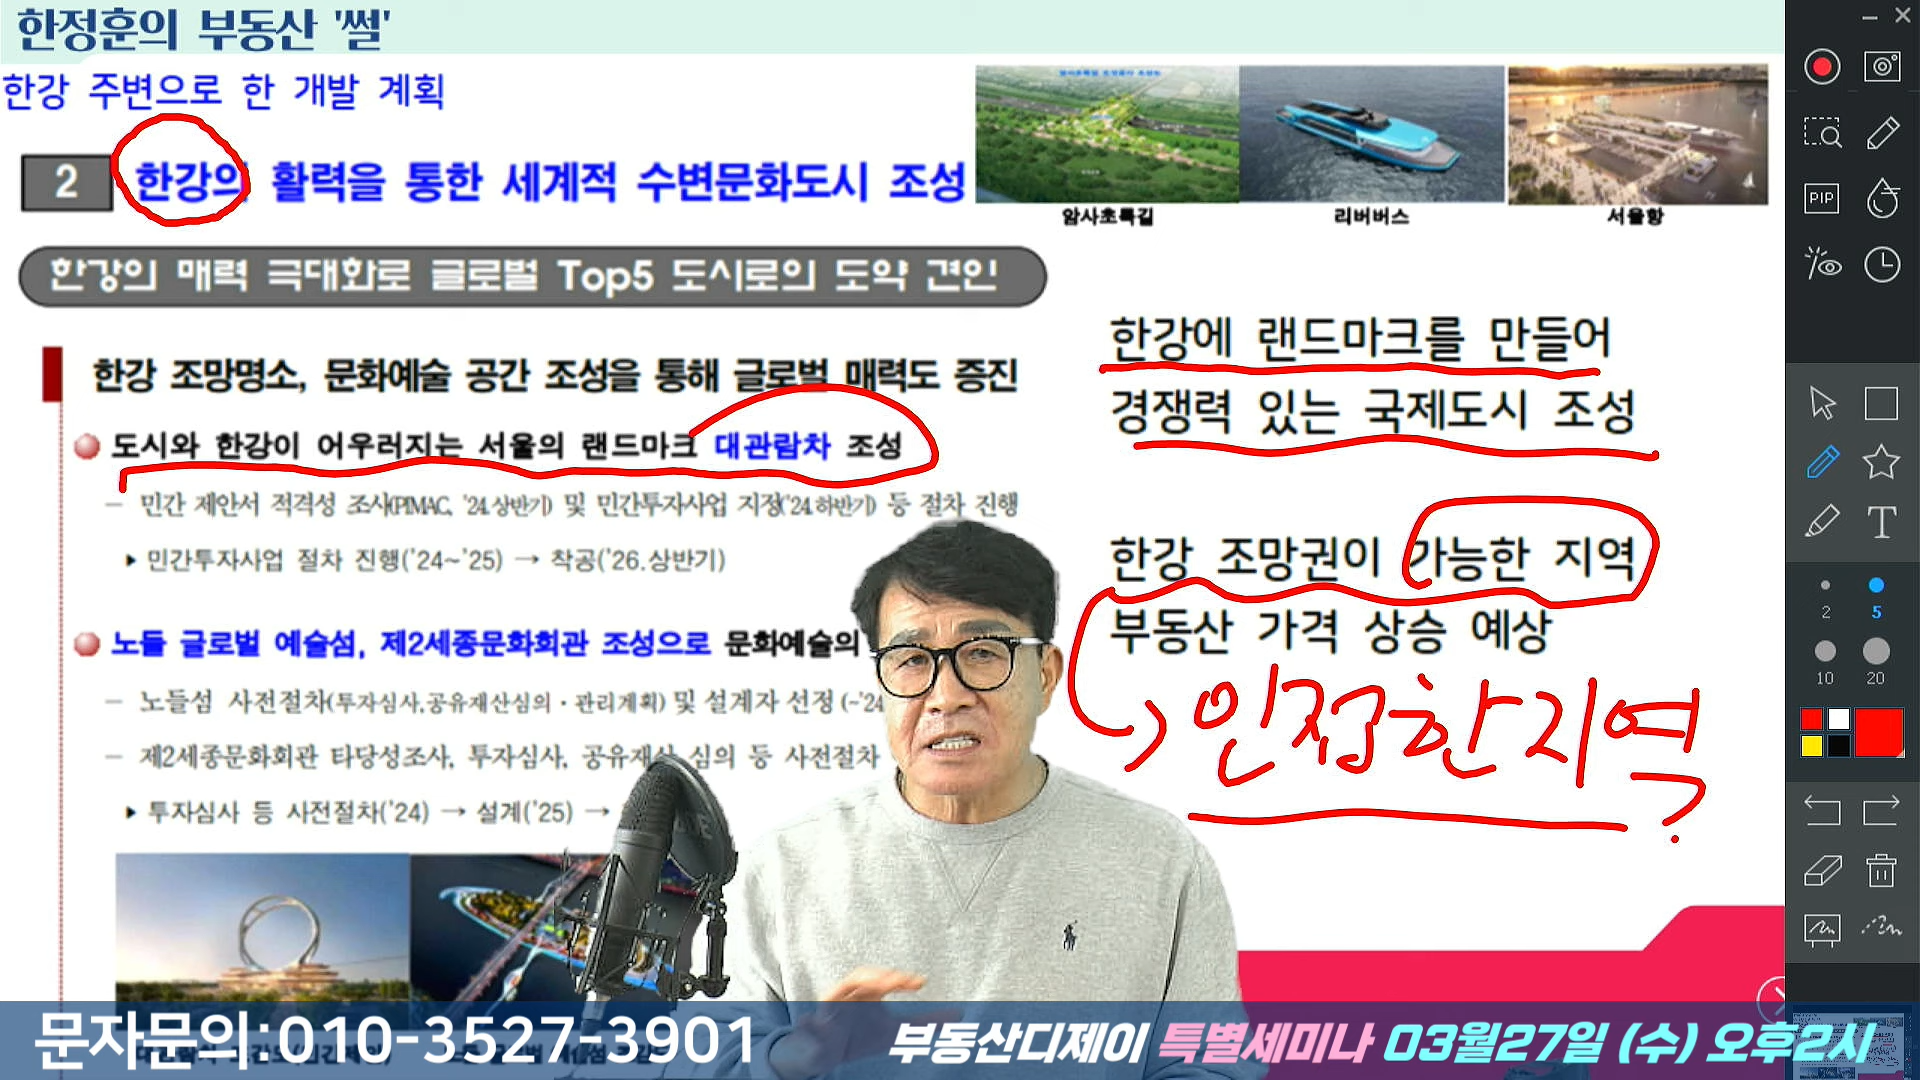 한정훈의 부동산 '썰'
한강 주변으로 한 개발 계획
2 한강의 활력을 통한 세계적 수변문화도시 조성
암사초록길 리버버스 서울항
한강의 매력 극대화로 글로벌 Top5 도시로의 도약 견인
한강 조망명소, 문화예술 공간 조성을 통해 글로벌 매력도 증진
도시와 한강이 어우러지는 서울의 랜드마크 대관람차 조성
- 민간 제안서 적격성 조사(PIMAC, '24.상반기) 및 민간투자사업 지정('24.하반기) 등 절차 진행
▸ 민간투자사업 절차 진행('24~'25) → 착공('26.상반기)
노들 글로벌 예술섬, 제2세종문화회관 조성으로 문화예술의
- 노들섬 사전절차(투자심사,공유재산심의·관리계획) 및 설계자 선정(~'24
- 제2세종문화회관 타당성조사, 투자심사, 공유재산 심의 등 사전절차
▸ 투자심사 등 사전절차('24) → 설계('25) →
한강에 랜드마크를 만들어
경쟁력 있는 국제도시 조성
한강 조망권이 가능한 지역
부동산 가격 상승 예상
→ 인접한지역?
문자문의:010-3527-3901
부동산디제이 특별세미나 03월27일 (수) 오후2시
PIP
T
2 5
10 20